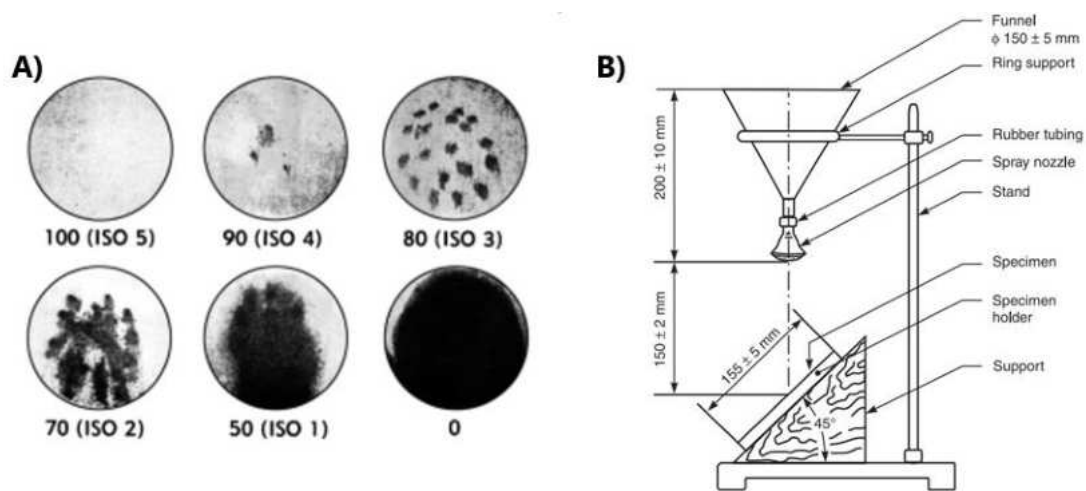 A)
100 (ISO 5)
90 (ISO 4)
80 (ISO 3)
70 (ISO 2)
50 (ISO 1)
0
B)
Funnel
ϕ 150 ± 5 mm
Ring support
Rubber tubing
Spray nozzle
Stand
Specimen
Specimen
holder
Support
200 ± 10 mm
150 ± 2 mm
155 ± 5 mm
45°